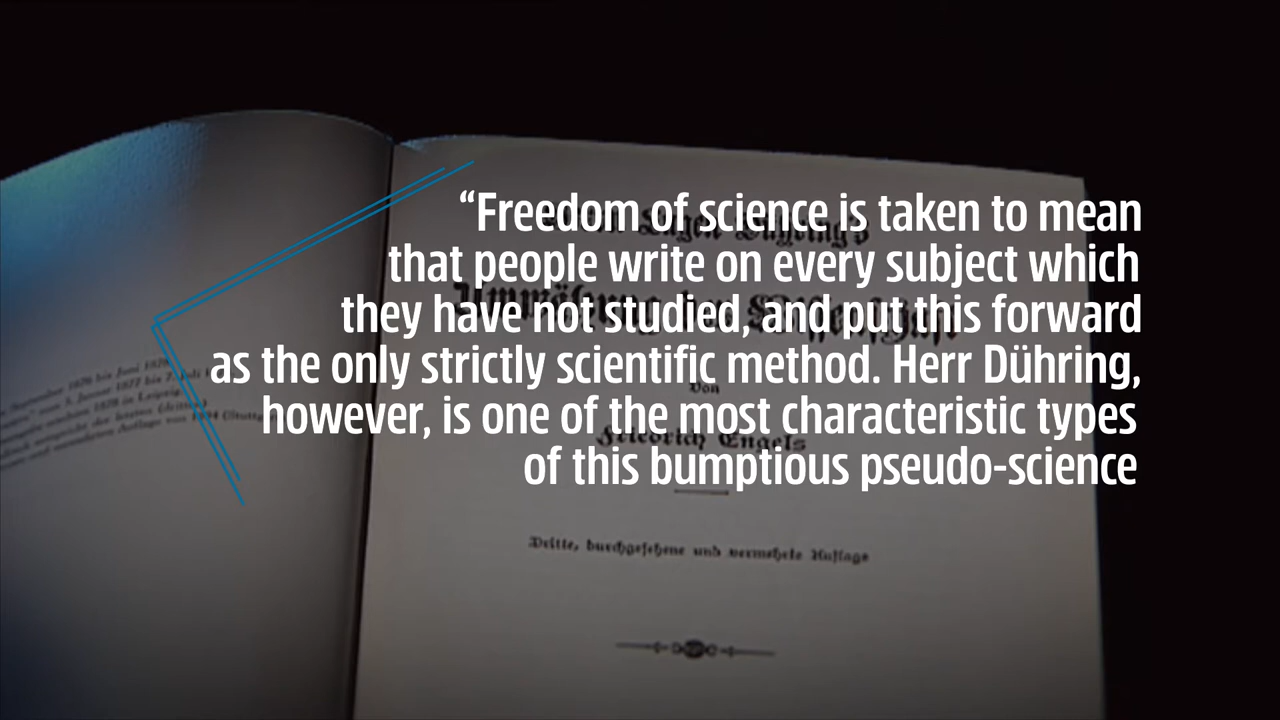 “Freedom of science is taken to mean
that people write on every subject which
they have not studied, and put this forward
as the only strictly scientific method. Herr Dühring,
however, is one of the most characteristic types
of this bumptious pseudo-science
Von
Friedrich Engels
Dritte, durchgesehene und vermehrte Auflage